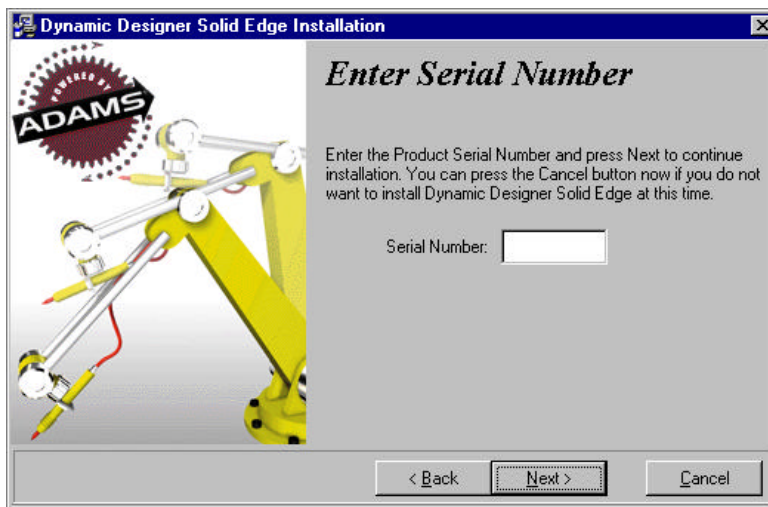 Dynamic Designer Solid Edge Installation
POWERED BY
ADAMS
Enter Serial Number
Enter the Product Serial Number and press Next to continue
installation. You can press the Cancel button now if you do not
want to install Dynamic Designer Solid Edge at this time.
Serial Number:
< Back
Next >
Cancel